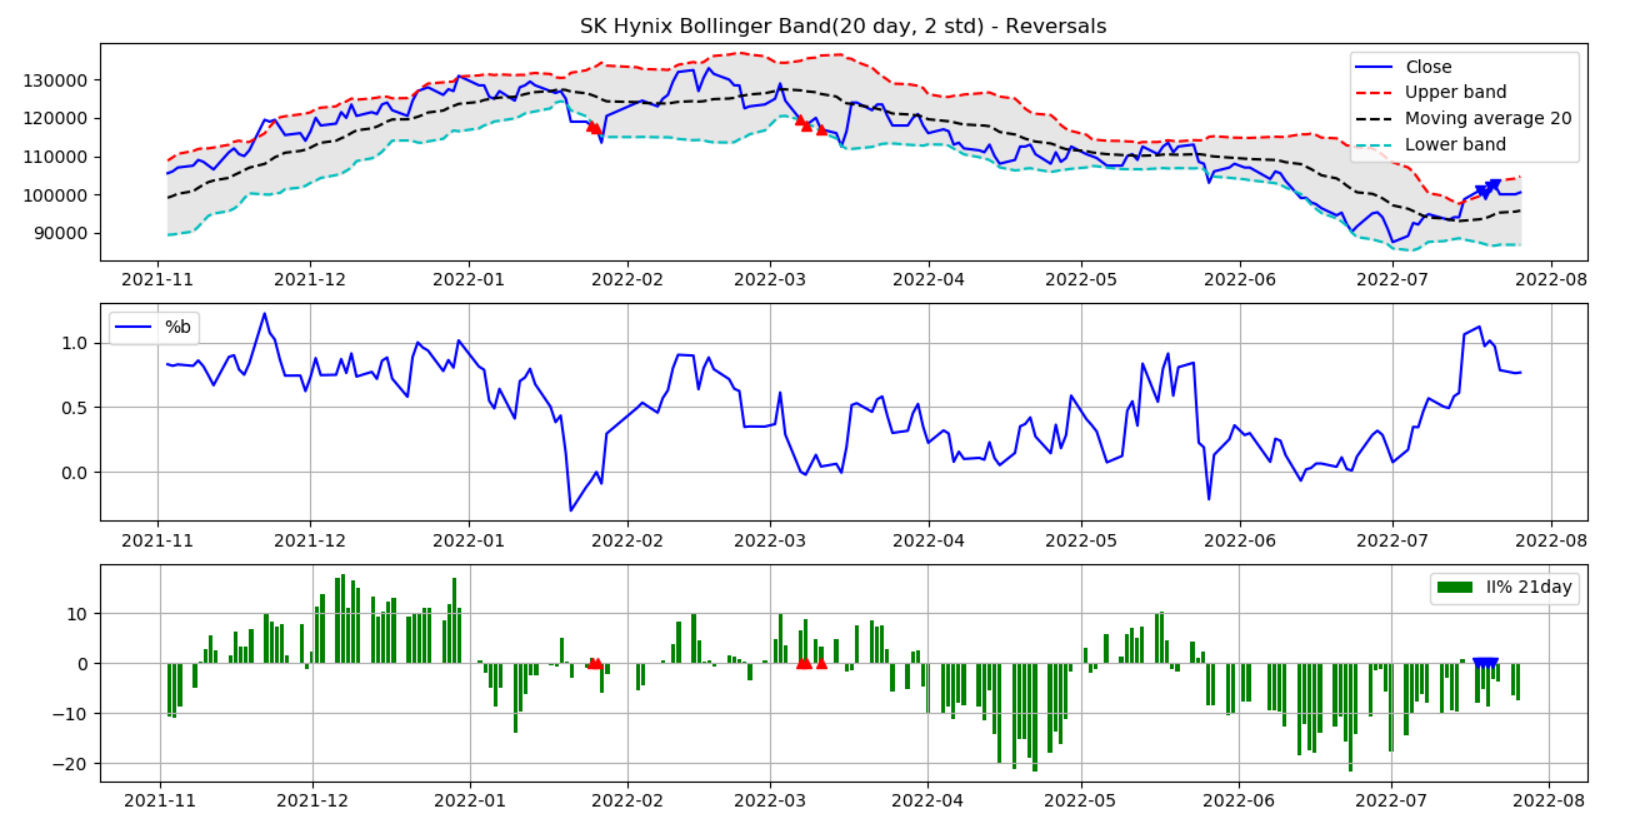 SK Hynix Bollinger Band(20 day, 2 std) - Reversals
130000
120000
110000
100000
90000
Close
Upper band
Moving average 20
Lower band
2021-11 2021-12 2022-01 2022-02 2022-03 2022-04 2022-05 2022-06 2022-07 2022-08
%b
1.0
0.5
0.0
2021-11 2021-12 2022-01 2022-02 2022-03 2022-04 2022-05 2022-06 2022-07 2022-08
II% 21day
10
0
−10
−20
2021-11 2021-12 2022-01 2022-02 2022-03 2022-04 2022-05 2022-06 2022-07 2022-08